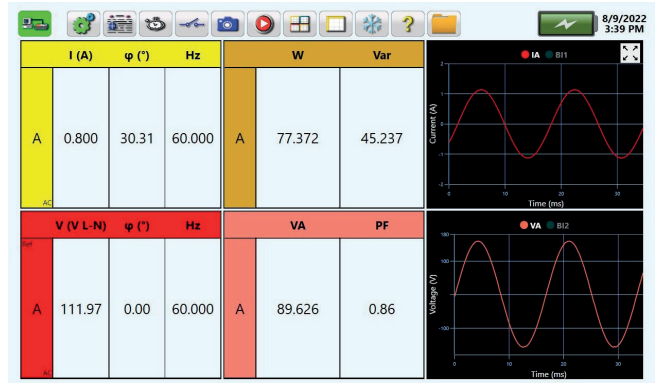 8/9/2022
3:39 PM
?
I (A) φ (°) Hz
A 0.800 30.31 60.000
AC
W Var
A 77.372 45.237
IA BI1
Current (A)
2
1
0
-1
-2
0 10 20 30
Time (ms)
V (V L-N) φ (°) Hz
Ref
A 111.97 0.00 60.000
AC
VA PF
A 89.626 0.86
VA BI2
Voltage (V)
180
100
-100
0 10 20 30
Time (ms)